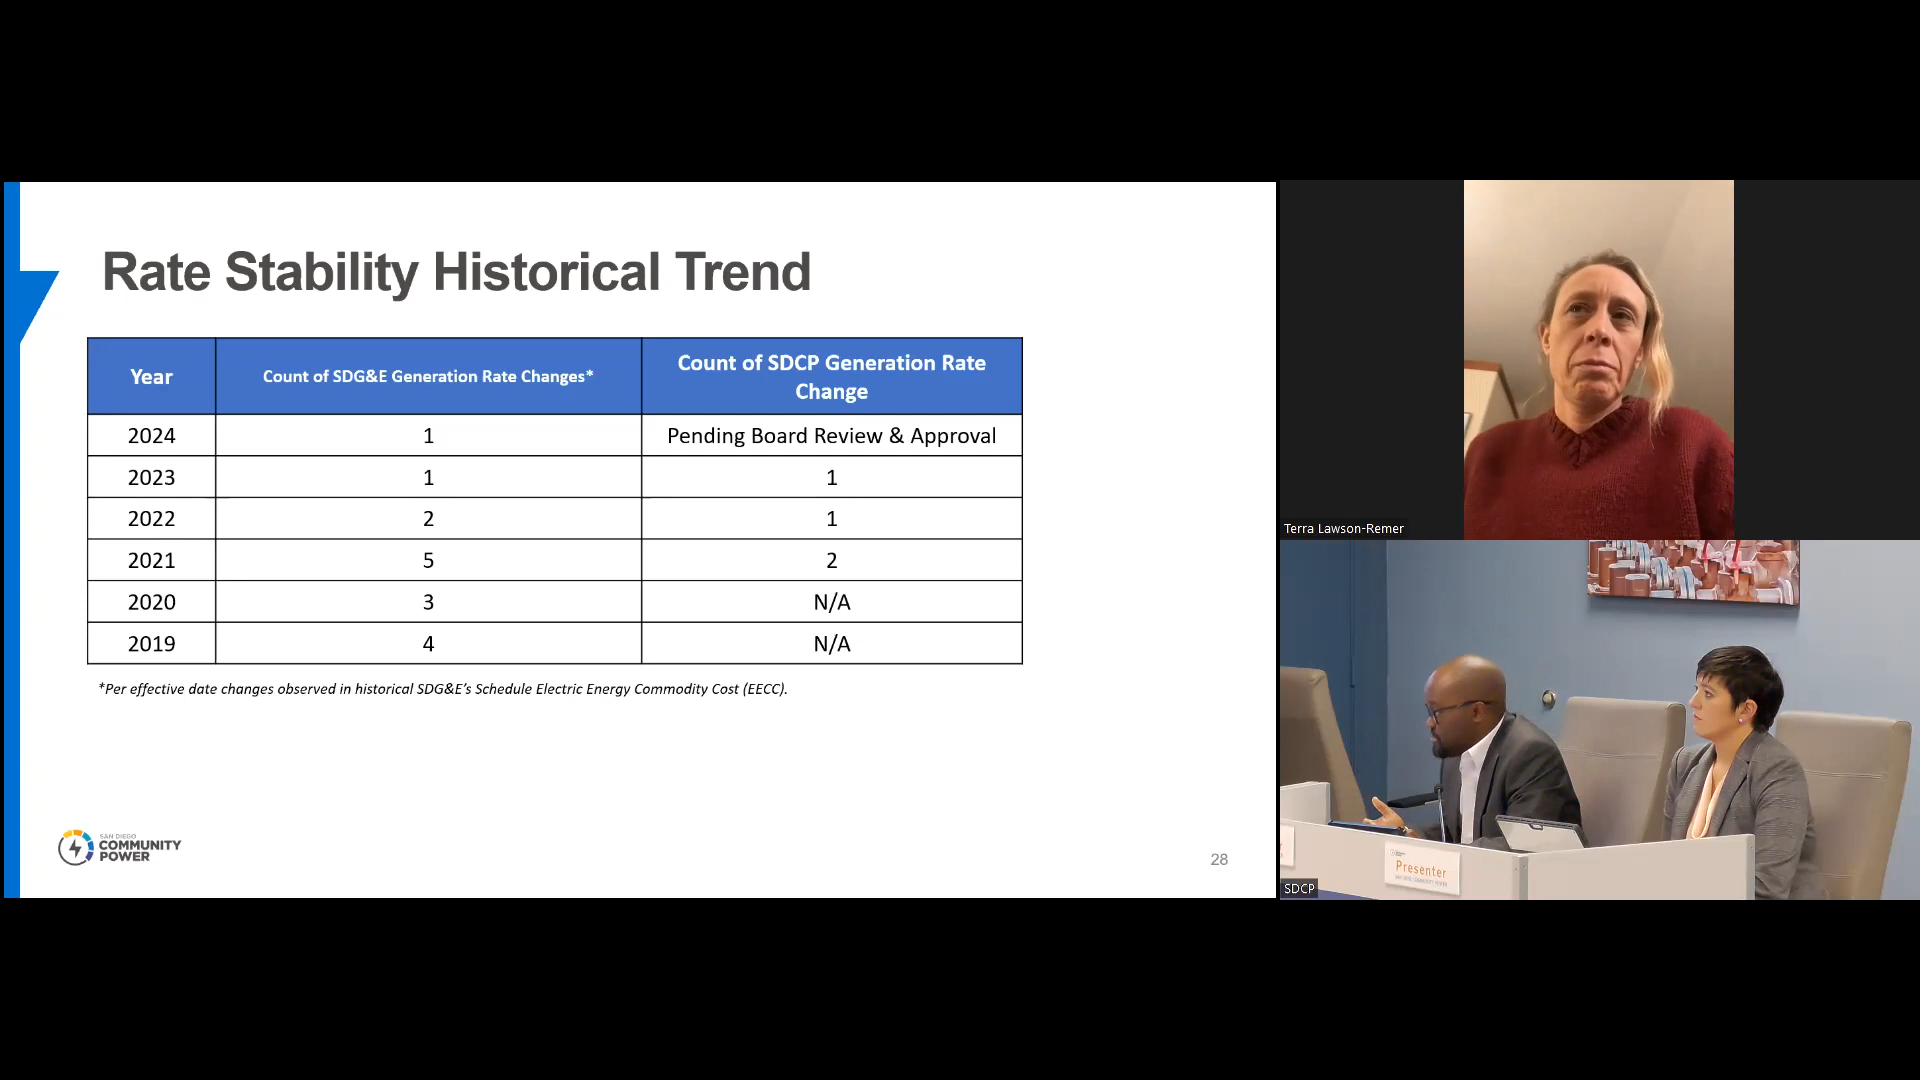 Rate Stability Historical Trend
Year
Count of SDG&E Generation Rate Changes*
Count of SDCP Generation Rate
Change
2024
1
Pending Board Review & Approval
2023
1
1
2022
2
1
2021
5
2
2020
3
N/A
2019
4
N/A
*Per effective date changes observed in historical SDG&E's Schedule Electric Energy Commodity Cost (EECC).
SAN DIEGO
COMMUNITY
POWER
28
Terra Lawson-Remer
Presenter
SDCP